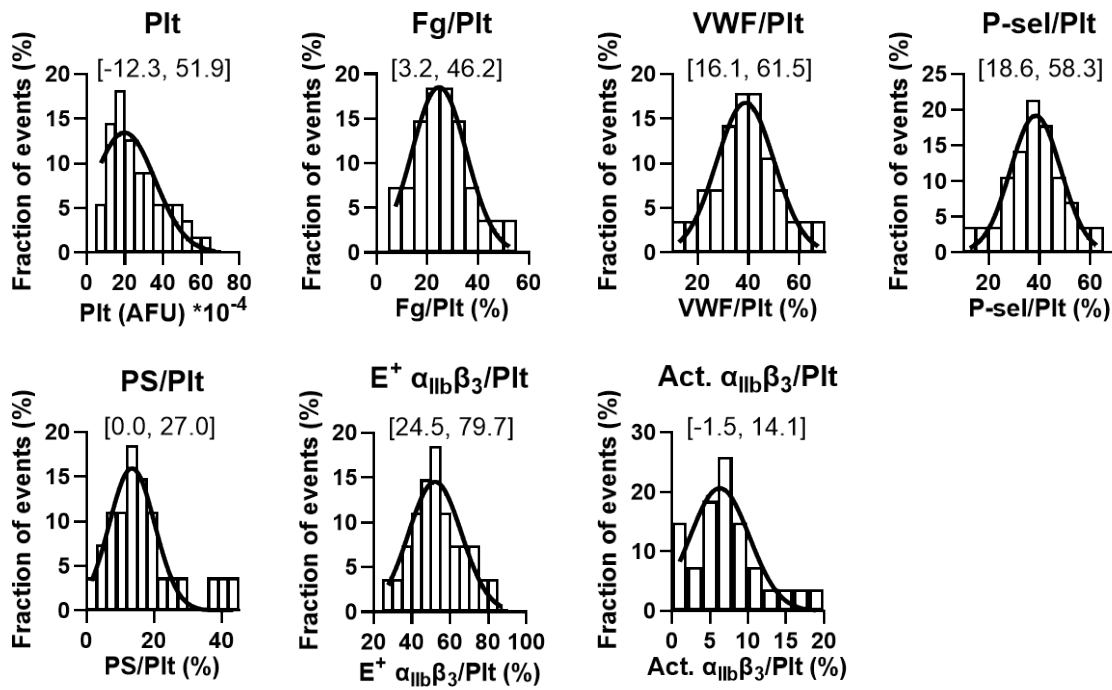 Plt
[-12.3, 51.9]
Fraction of events (%)
20
15
10
5
0
0 20 40 60 80
Plt (AFU) *10⁻⁴
Fg/Plt
[3.2, 46.2]
Fraction of events (%)
20
15
10
5
0
0 20 40 60
Fg/Plt (%)
VWF/Plt
[16.1, 61.5]
Fraction of events (%)
20
15
10
5
0
20 40 60
VWF/Plt (%)
P-sel/Plt
[18.6, 58.3]
Fraction of events (%)
25
20
15
10
5
0
20 40 60
P-sel/Plt (%)
PS/Plt
[0.0, 27.0]
Fraction of events (%)
20
15
10
5
0
0 20 40
PS/Plt (%)
E⁺ αIIbβ₃/Plt
[24.5, 79.7]
Fraction of events (%)
20
15
10
5
0
20 40 60 80 100
E⁺ αIIbβ₃/Plt (%)
Act. αIIbβ₃/Plt
[-1.5, 14.1]
Fraction of events (%)
30
20
10
0
0 5 10 15 20
Act. αIIbβ₃/Plt (%)